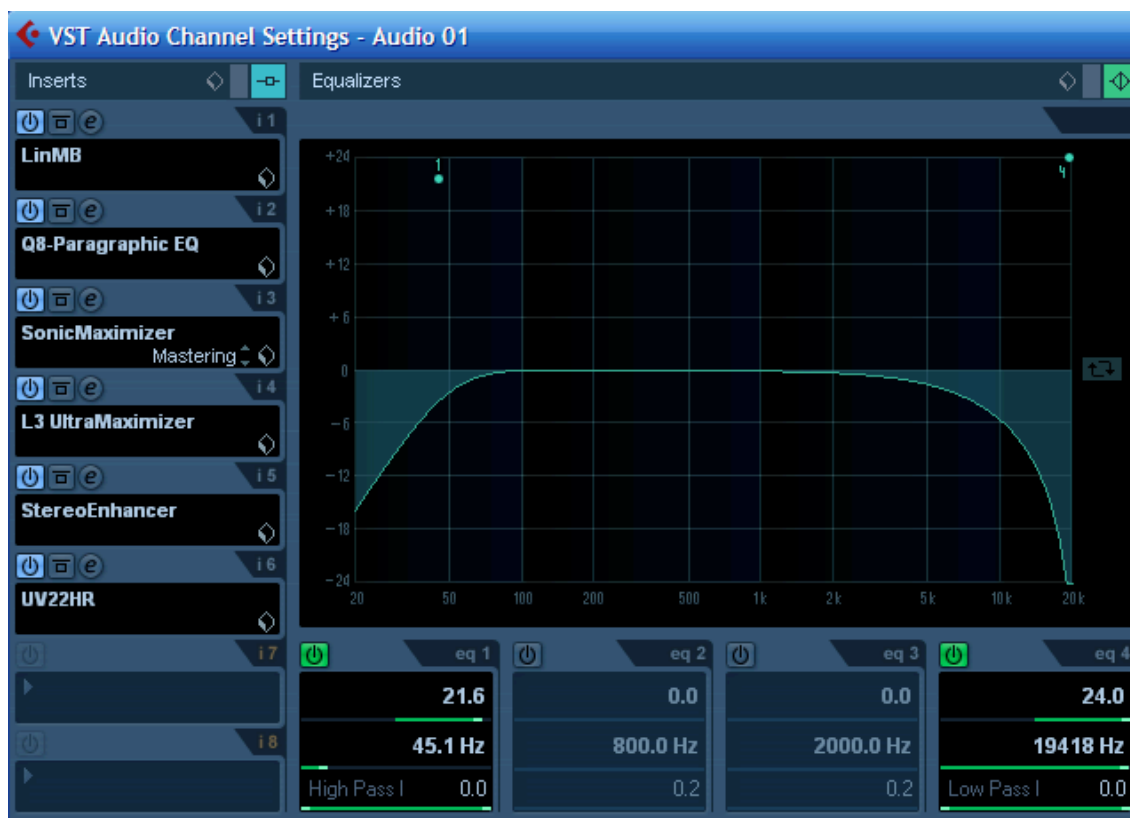 VST Audio Channel Settings - Audio 01
Inserts
Equalizers
e
i 1
LinMB
e
i 2
Q8-Paragraphic EQ
e
i 3
SonicMaximizer
Mastering
e
i 4
L3 UltraMaximizer
e
i 5
StereoEnhancer
e
i 6
UV22HR
i 7
i 8
+24
+18
+12
+6
0
-6
-12
-18
-24
1
4
20 50 100 200 500 1k 2k 5k 10k 20k
eq 1 eq 2 eq 3 eq 4
21.6 0.0 0.0 24.0
45.1 Hz 800.0 Hz 2000.0 Hz 19418 Hz
High Pass I 0.0 0.2 0.2 Low Pass I 0.0